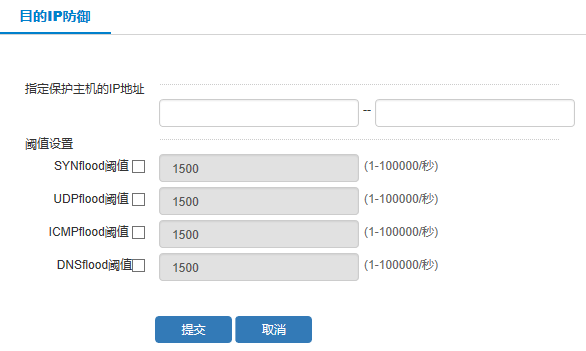 目的IP防御
指定保护主机的IP地址
--
阈值设置
SYNflood阈值 1500 (1-100000/秒)
UDPflood阈值 1500 (1-100000/秒)
ICMPflood阈值 1500 (1-100000/秒)
DNSflood阈值 1500 (1-100000/秒)
提交 取消